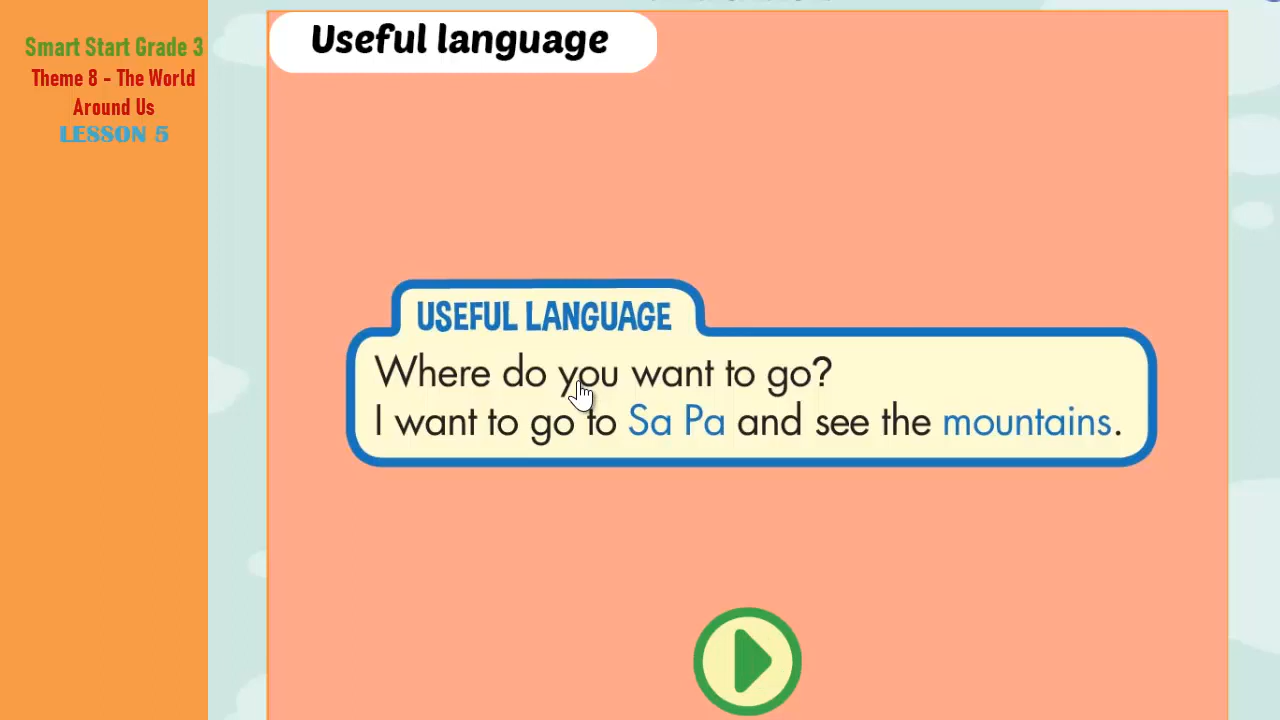 Smart Start Grade 3
Theme 8 - The World
Around Us
LESSON 5
Useful language
USEFUL LANGUAGE
Where do you want to go?
I want to go to Sa Pa and see the mountains.